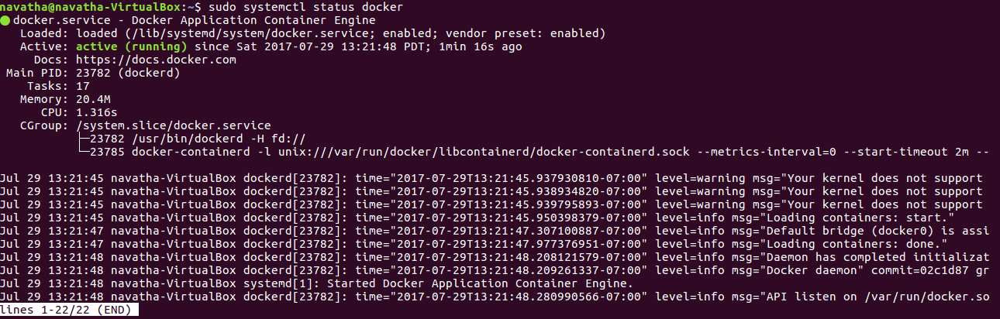 navatha@navatha-VirtualBox:~$ sudo systemctl status docker
● docker.service - Docker Application Container Engine
   Loaded: loaded (/lib/systemd/system/docker.service; enabled; vendor preset: enabled)
   Active: active (running) since Sat 2017-07-29 13:21:48 PDT; 1min 16s ago
     Docs: https://docs.docker.com
 Main PID: 23782 (dockerd)
    Tasks: 17
   Memory: 20.4M
      CPU: 1.316s
   CGroup: /system.slice/docker.service
           ├─23782 /usr/bin/dockerd -H fd://
           └─23785 docker-containerd -l unix:///var/run/docker/libcontainerd/docker-containerd.sock --metrics-interval=0 --start-timeout 2m --
Jul 29 13:21:45 navatha-VirtualBox dockerd[23782]: time="2017-07-29T13:21:45.937930810-07:00" level=warning msg="Your kernel does not support
Jul 29 13:21:45 navatha-VirtualBox dockerd[23782]: time="2017-07-29T13:21:45.938934820-07:00" level=warning msg="Your kernel does not support
Jul 29 13:21:45 navatha-VirtualBox dockerd[23782]: time="2017-07-29T13:21:45.939795893-07:00" level=warning msg="Your kernel does not support
Jul 29 13:21:45 navatha-VirtualBox dockerd[23782]: time="2017-07-29T13:21:45.950398379-07:00" level=info msg="Loading containers: start."
Jul 29 13:21:47 navatha-VirtualBox dockerd[23782]: time="2017-07-29T13:21:47.307100887-07:00" level=info msg="Default bridge (docker0) is assi
Jul 29 13:21:47 navatha-VirtualBox dockerd[23782]: time="2017-07-29T13:21:47.977376951-07:00" level=info msg="Loading containers: done."
Jul 29 13:21:48 navatha-VirtualBox dockerd[23782]: time="2017-07-29T13:21:48.208121579-07:00" level=info msg="Daemon has completed initializat
Jul 29 13:21:48 navatha-VirtualBox dockerd[23782]: time="2017-07-29T13:21:48.209261337-07:00" level=info msg="Docker daemon" commit=02c1d87 gr
Jul 29 13:21:48 navatha-VirtualBox systemd[1]: Started Docker Application Container Engine.
Jul 29 13:21:48 navatha-VirtualBox dockerd[23782]: time="2017-07-29T13:21:48.280990566-07:00" level=info msg="API listen on /var/run/docker.so
lines 1-22/22 (END)